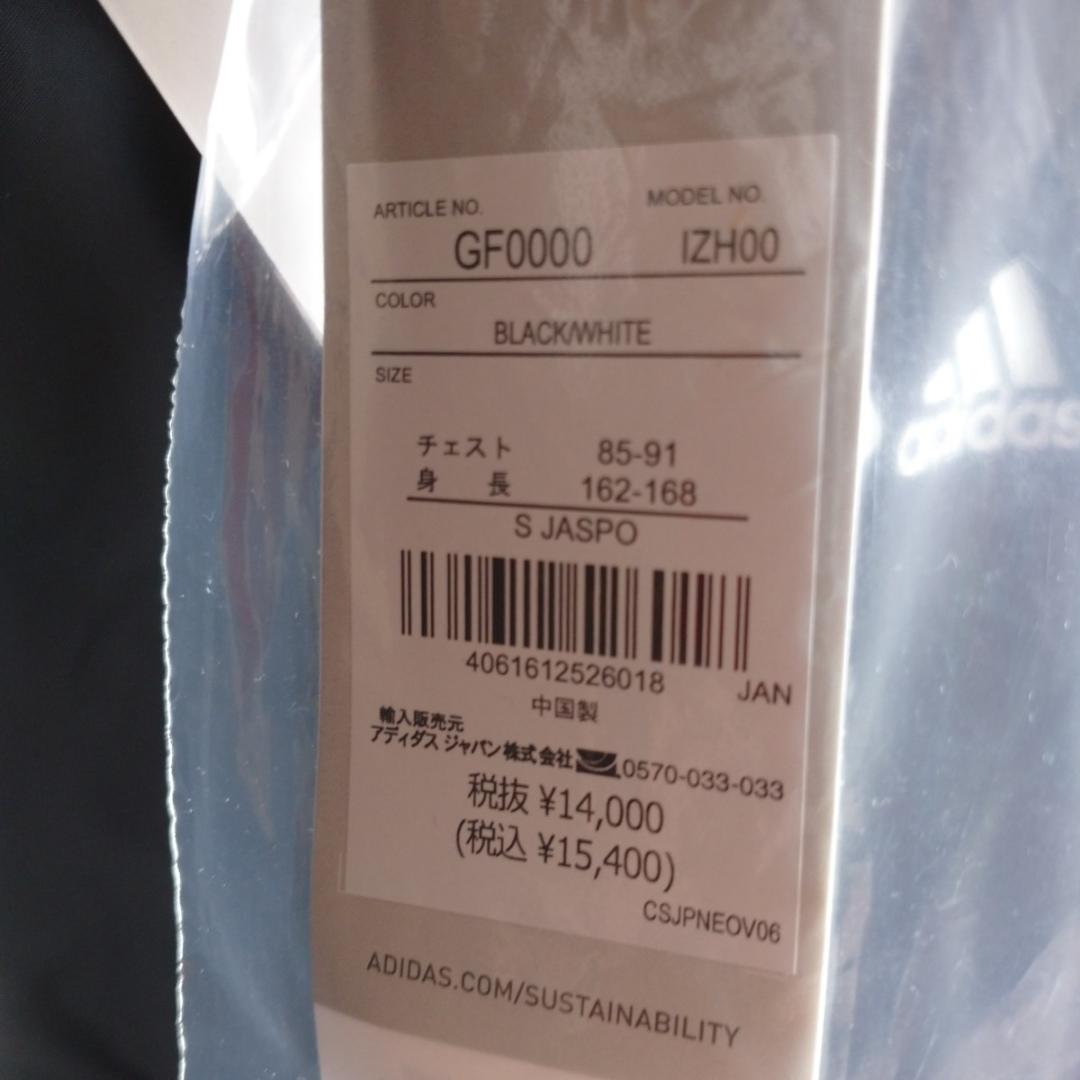 ARTICLE NO. MODEL NO.
GF0000 IZH00
COLOR
BLACK/WHITE
SIZE
チェスト 85-91
身 長 162-168
S JASPO
4061612526018 JAN
中国製
輸入販売元
アディダス ジャパン株式会社 0570-033-033
税抜 ¥14,000
(税込 ¥15,400)
CSJPNEOV06
ADIDAS.COM/SUSTAINABILITY
adidas